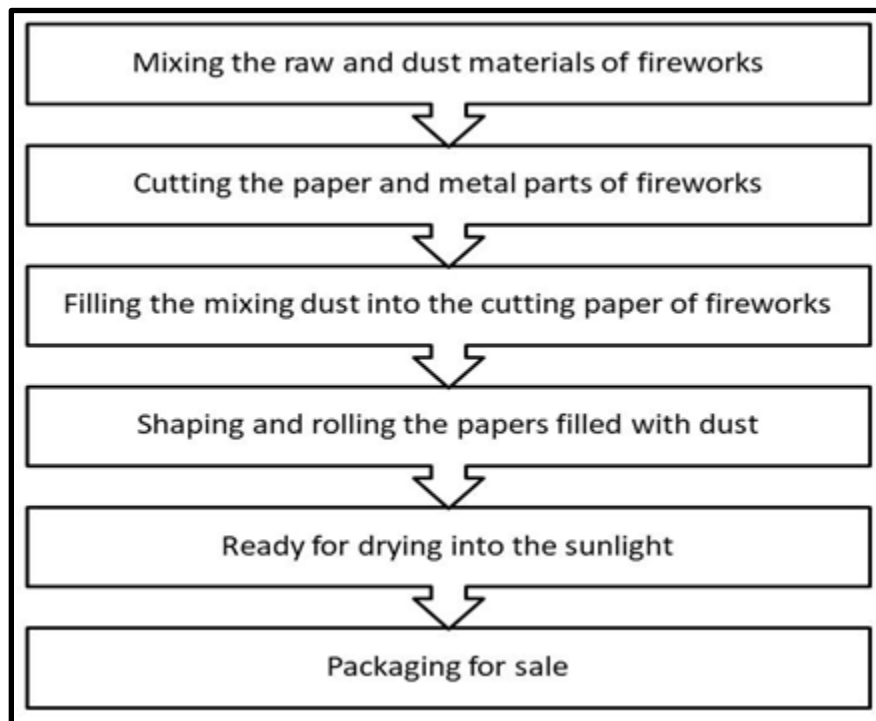 Mixing the raw and dust materials of fireworks
Cutting the paper and metal parts of fireworks
Filling the mixing dust into the cutting paper of fireworks
Shaping and rolling the papers filled with dust
Ready for drying into the sunlight
Packaging for sale